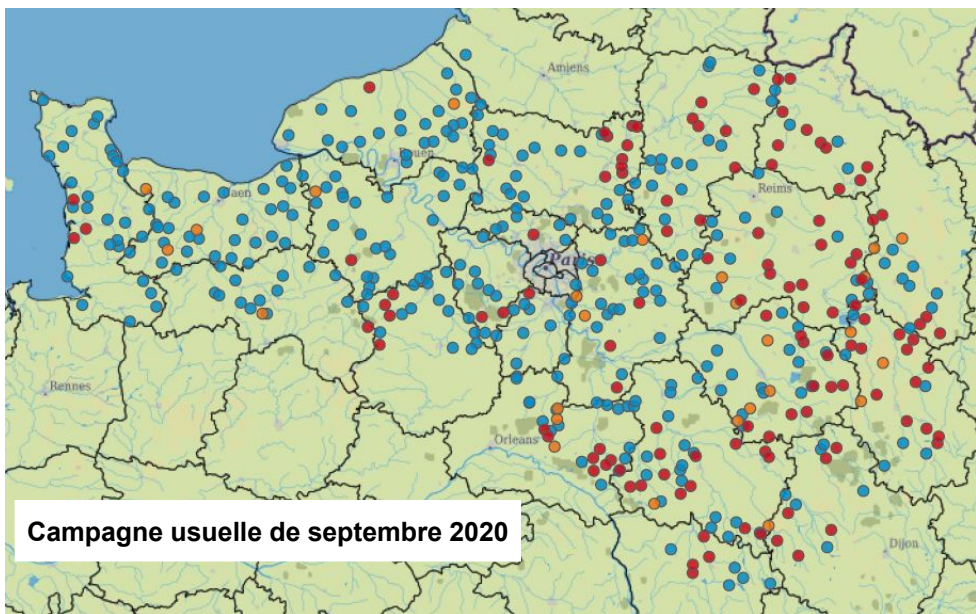 Amiens
Rouen
Caen
Reims
Paris
Rennes
Orleans
Campagne usuelle de septembre 2020
Dijon